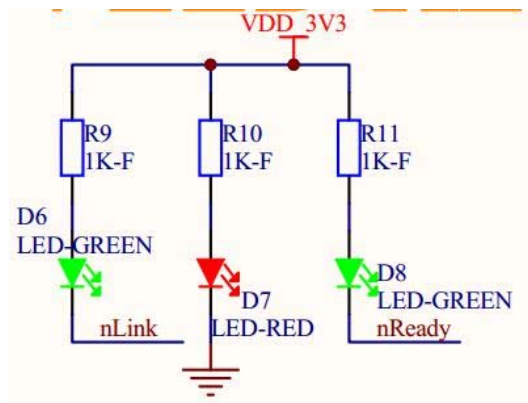 VDD_3V3
R9
1K-F
R10
1K-F
R11
1K-F
D6
LED-GREEN
D7
LED-RED
D8
LED-GREEN
nLink
nReady